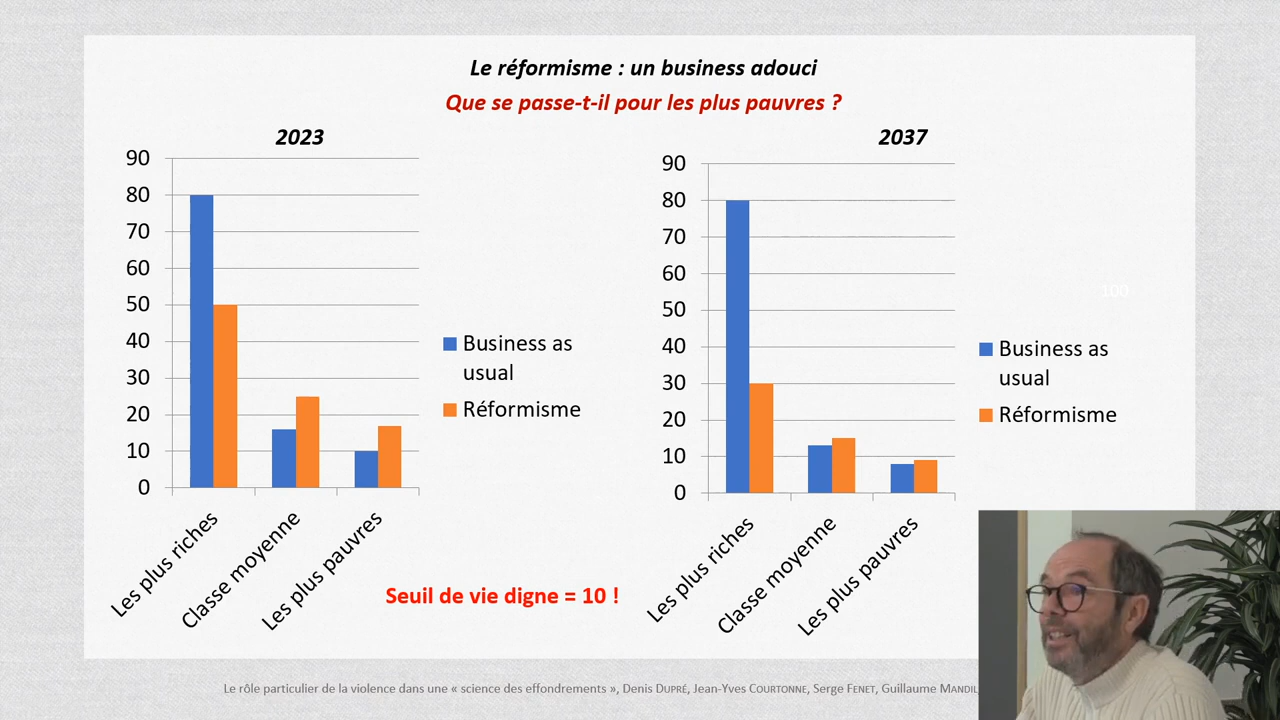 Le réformisme : un business adouci
Que se passe-t-il pour les plus pauvres ?
2023
90
80
70
60
50
40
30
20
10
0
Les plus riches
Classe moyenne
Les plus pauvres
Business as
usual
Réformisme
2037
90
80
70
60
50
40
30
20
10
0
Les plus riches
Classe moyenne
Les plus pauvres
Business as
usual
Réformisme
100
Seuil de vie digne = 10 !
Le rôle particulier de la violence dans une « science des effondrements », Denis DUPRÉ, Jean-Yves COURTONNE, Serge FENET, Guillaume MANDIL,